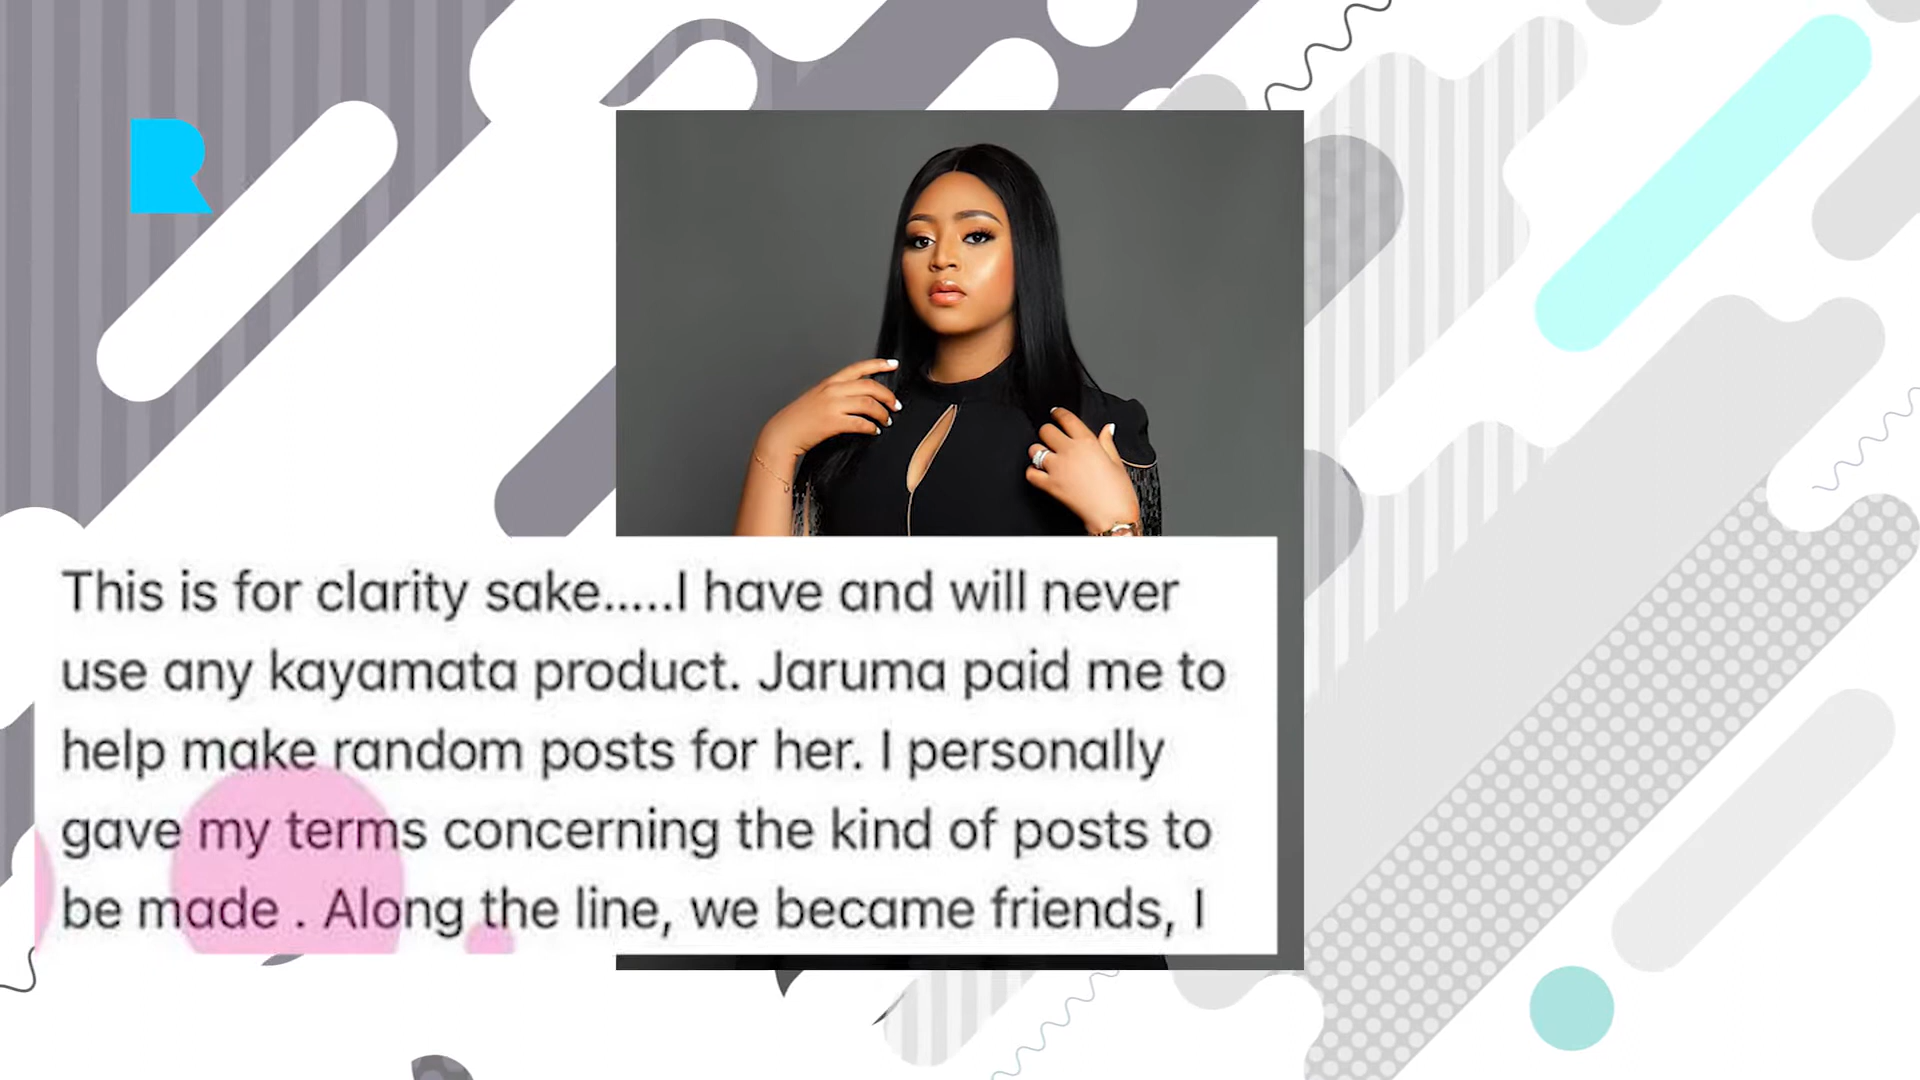 R
This is for clarity sake.....I have and will never
use any kayamata product. Jaruma paid me to
help make random posts for her. I personally
gave my terms concerning the kind of posts to
be made . Along the line, we became friends, I